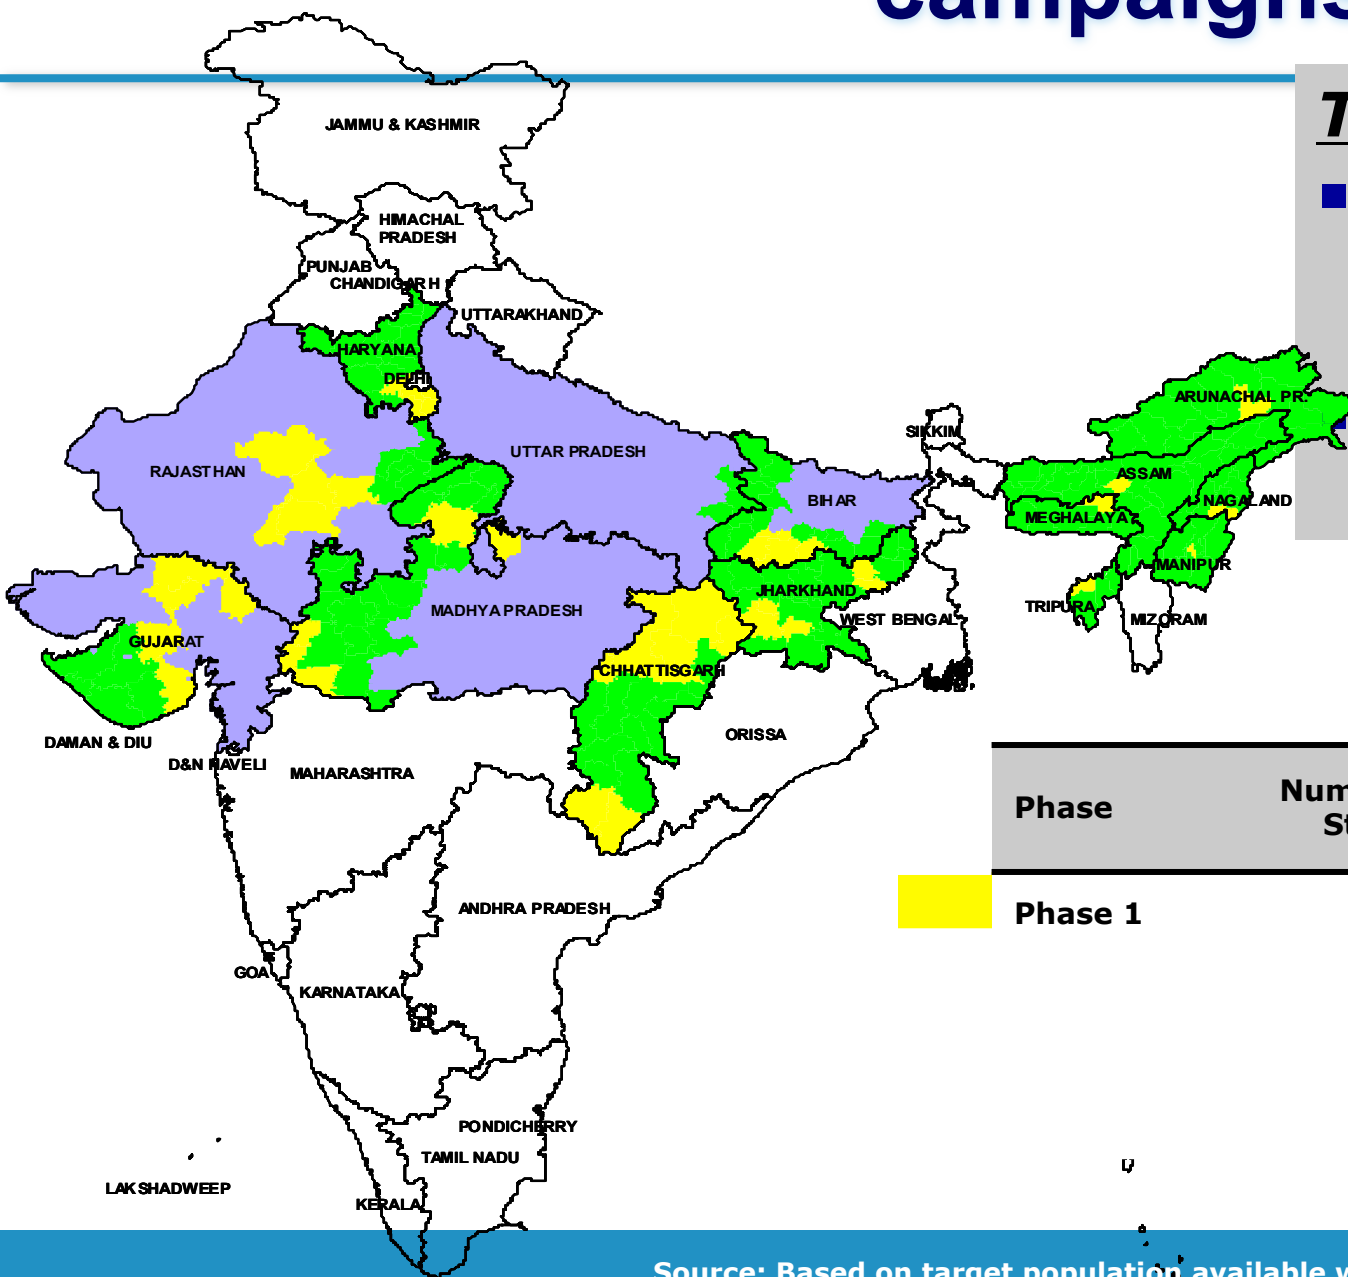 campaigns
T
JAMMU & KASHMIR
HIMACHAL
PRADESH
PUNJAB
CHANDIGARH
UTTARAKHAND
HARYANA
DELHI
ARUNACHAL PR.
SIKKIM
UTTAR PRADESH
RAJASTHAN
ASSAM
BIHAR
NAGALAND
MEGHALAYA
MANIPUR
JHARKHAND
TRIPURA
MADHYA PRADESH
WEST BENGAL
MIZORAM
GUJARAT
CHHATTISGARH
ORISSA
DAMAN & DIU
D&N HAVELI
MAHARASHTRA
Phase
Num
St
ANDHRA PRADESH
Phase 1
GOA
KARNATAKA
PONDICHERRY
TAMIL NADU
LAKSHADWEEP
KERALA
Source: Based on target population available w